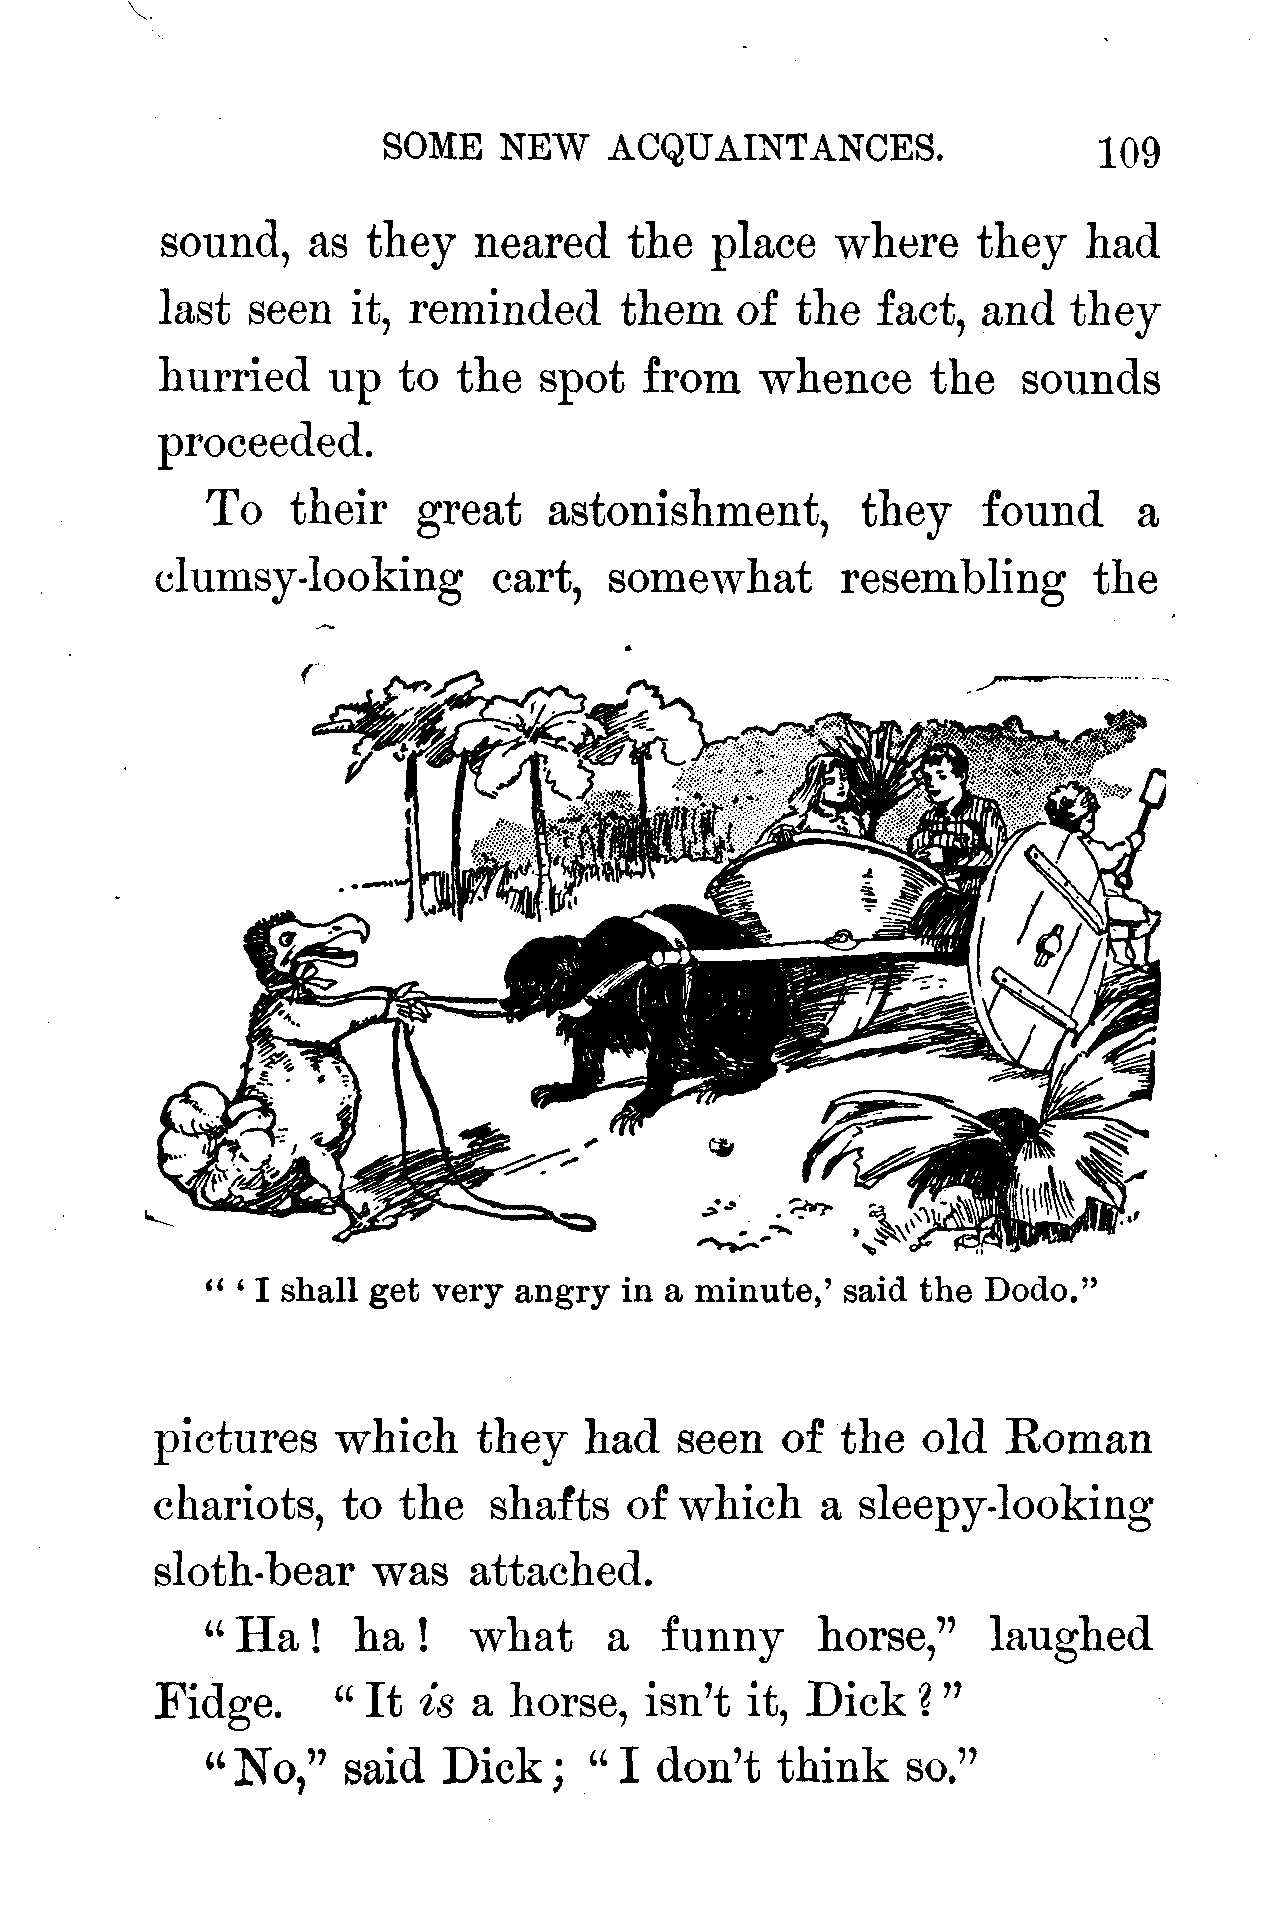 SOME NEW ACQUAINTANCES. 109
sound, as they neared the place where they had
last seen it, reminded them of the fact, and they
hurried up to the spot from whence the sounds
proceeded.
To their great astonishment, they found a
clumsy-looking cart, somewhat resembling the
“ ‘ I shall get very angry in a minute,’ said the Dodo.”
pictures which they had seen of the old Roman
chariots, to the shafts of which a sleepy-looking
sloth-bear was attached.
“ Ha ! ha ! what a funny horse,” laughed
Fidge. “ It is a horse, isn’t it, Dick ? ”
“ No,” said Dick ; “ I don’t think so.”